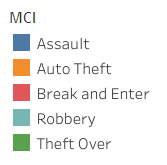 MCI
Assault
Auto Theft
Break and Enter
Robbery
Theft Over